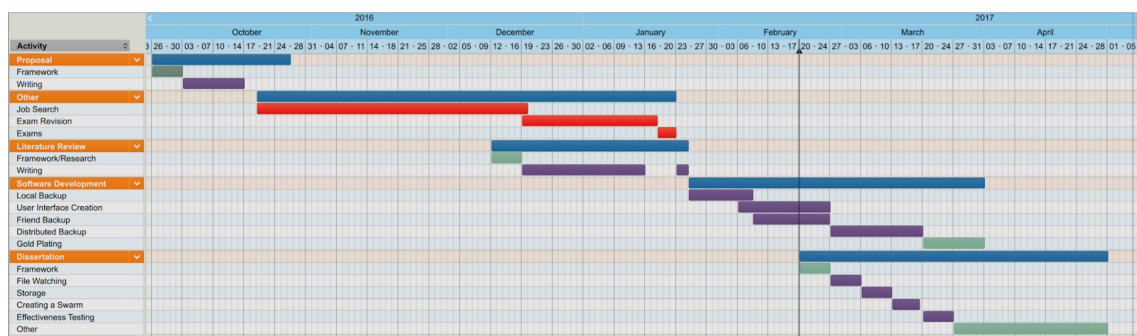 2016 2017
October November December January February March April
Activity 3 26 - 30 03 - 07 10 - 14 17 - 21 24 - 28 31 - 04 07 - 11 14 - 18 21 - 25 28 - 02 05 - 09 12 - 16 19 - 23 26 - 30 02 - 06 09 - 13 16 - 20 23 - 27 30 - 03 06 - 10 13 - 17 20 - 24 27 - 03 06 - 10 13 - 17 20 - 24 27 - 31 03 - 07 10 - 14 17 - 21 24 - 28 01 - 05
Proposal
Framework
Writing
Other
Job Search
Exam Revision
Exams
Literature Review
Framework/Research
Writing
Software Development
Local Backup
User Interface Creation
Friend Backup
Distributed Backup
Gold Plating
Dissertation
Framework
File Watching
Storage
Creating a Swarm
Effectiveness Testing
Other